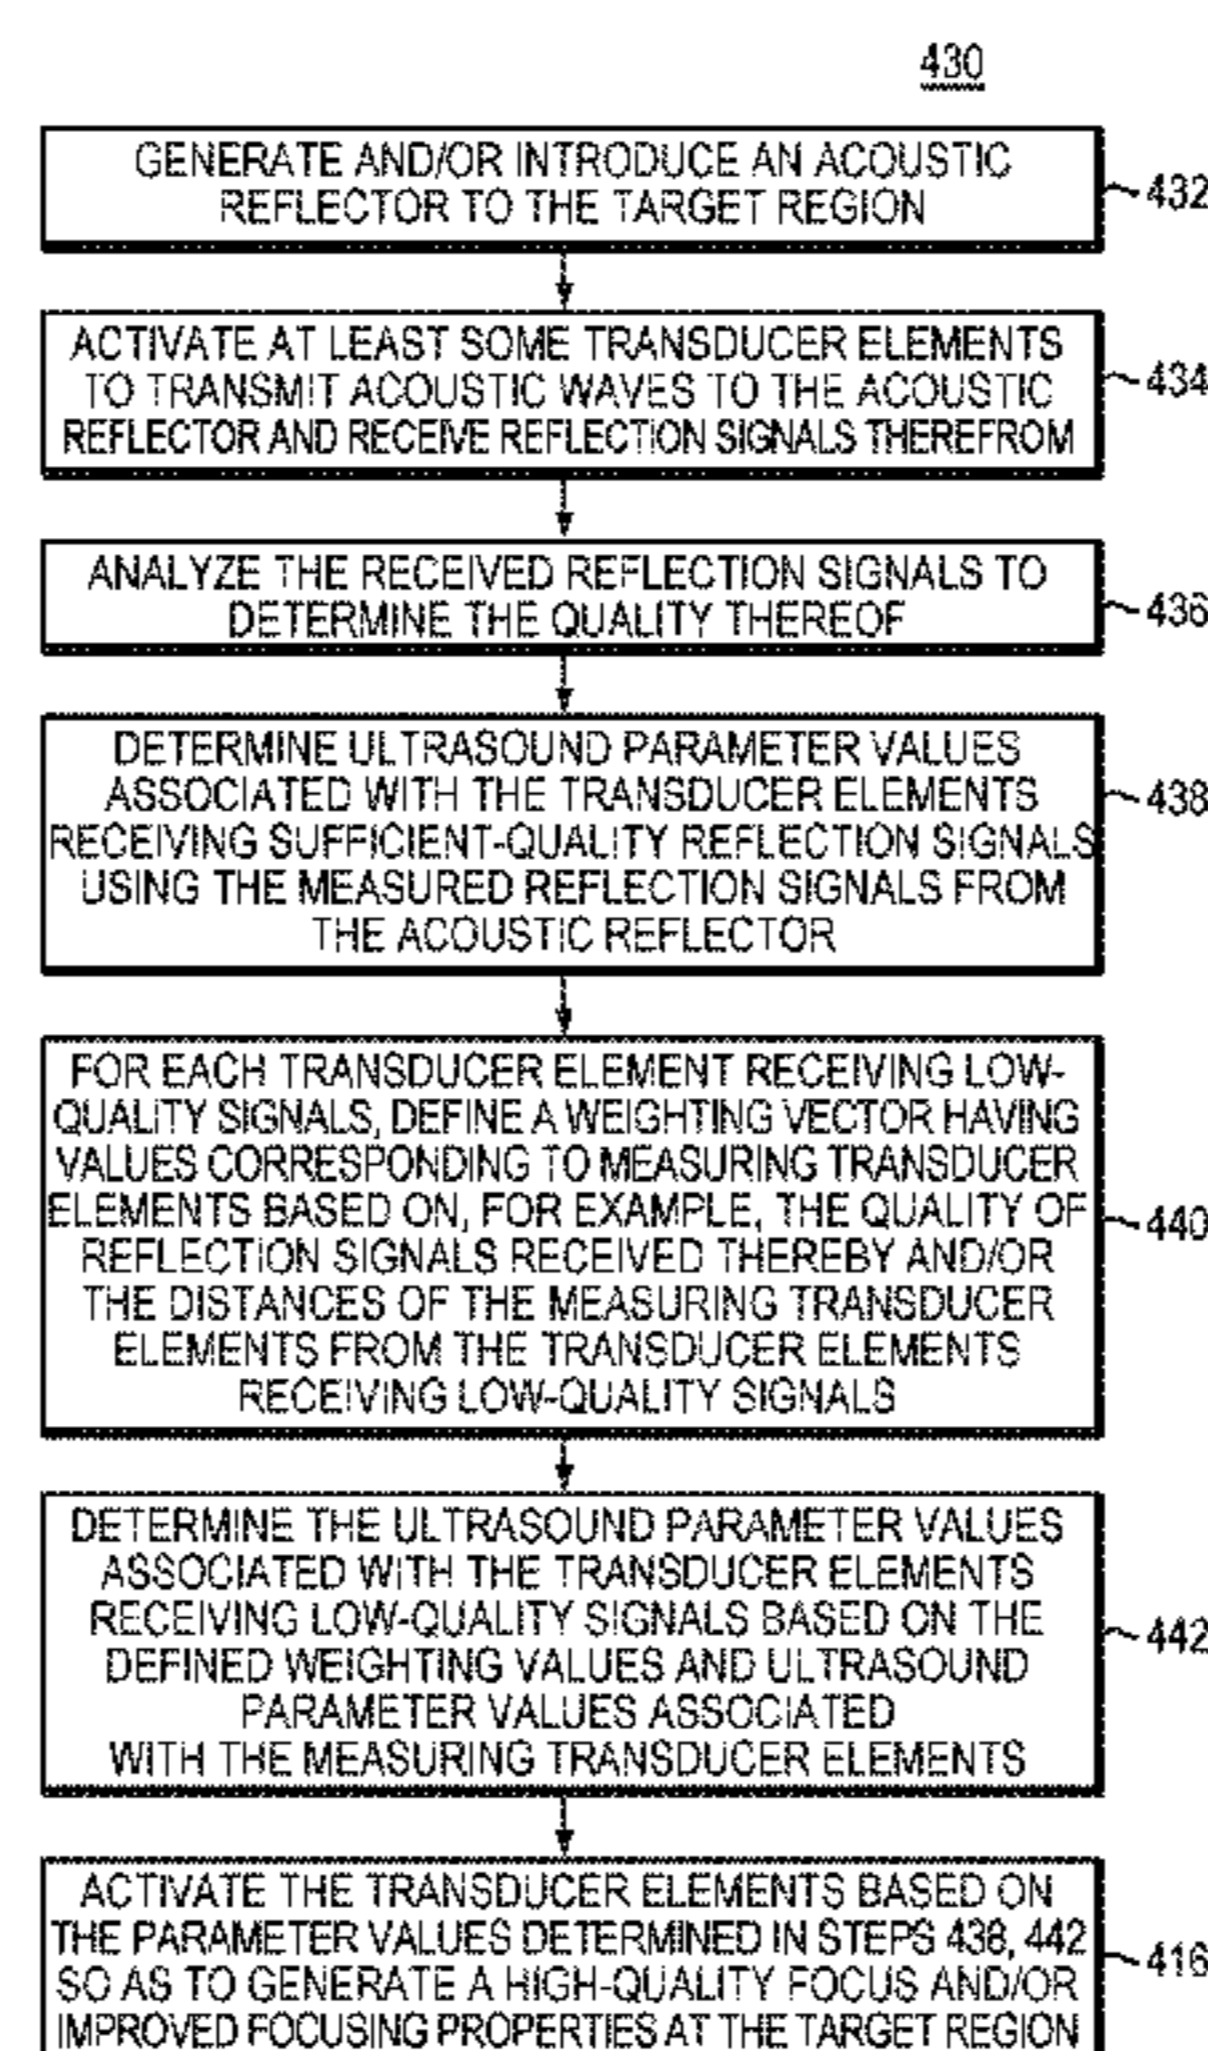 430
GENERATE AND/OR INTRODUCE AN ACOUSTIC
REFLECTOR TO THE TARGET REGION
432
ACTIVATE AT LEAST SOME TRANSDUCER ELEMENTS
TO TRANSMIT ACOUSTIC WAVES TO THE ACOUSTIC
REFLECTOR AND RECEIVE REFLECTION SIGNALS THEREFROM
434
ANALYZE THE RECEIVED REFLECTION SIGNALS TO
DETERMINE THE QUALITY THEREOF
436
DETERMINE ULTRASOUND PARAMETER VALUES
ASSOCIATED WITH THE TRANSDUCER ELEMENTS
RECEIVING SUFFICIENT-QUALITY REFLECTION SIGNALS
USING THE MEASURED REFLECTION SIGNALS FROM
THE ACOUSTIC REFLECTOR
438
FOR EACH TRANSDUCER ELEMENT RECEIVING LOW-
QUALITY SIGNALS, DEFINE A WEIGHTING VECTOR HAVING
VALUES CORRESPONDING TO MEASURING TRANSDUCER
ELEMENTS BASED ON, FOR EXAMPLE, THE QUALITY OF
REFLECTION SIGNALS RECEIVED THEREBY AND/OR
THE DISTANCES OF THE MEASURING TRANSDUCER
ELEMENTS FROM THE TRANSDUCER ELEMENTS
RECEIVING LOW-QUALITY SIGNALS
440
DETERMINE THE ULTRASOUND PARAMETER VALUES
ASSOCIATED WITH THE TRANSDUCER ELEMENTS
RECEIVING LOW-QUALITY SIGNALS BASED ON THE
DEFINED WEIGHTING VALUES AND ULTRASOUND
PARAMETER VALUES ASSOCIATED
WITH THE MEASURING TRANSDUCER ELEMENTS
442
ACTIVATE THE TRANSDUCER ELEMENTS BASED ON
THE PARAMETER VALUES DETERMINED IN STEPS 438, 442
SO AS TO GENERATE A HIGH-QUALITY FOCUS AND/OR
IMPROVED FOCUSING PROPERTIES AT THE TARGET REGION
416